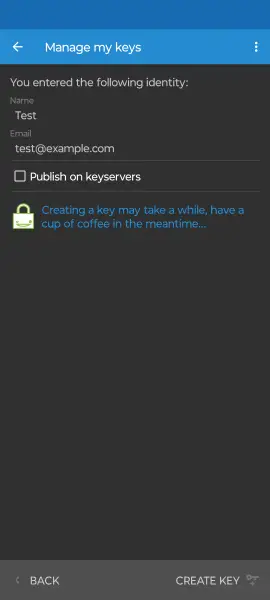 Manage my keys
You entered the following identity:
Name
Test
Email
test@example.com
Publish on keyservers
Creating a key may take a while, have a
cup of coffee in the meantime...
BACK
CREATE KEY